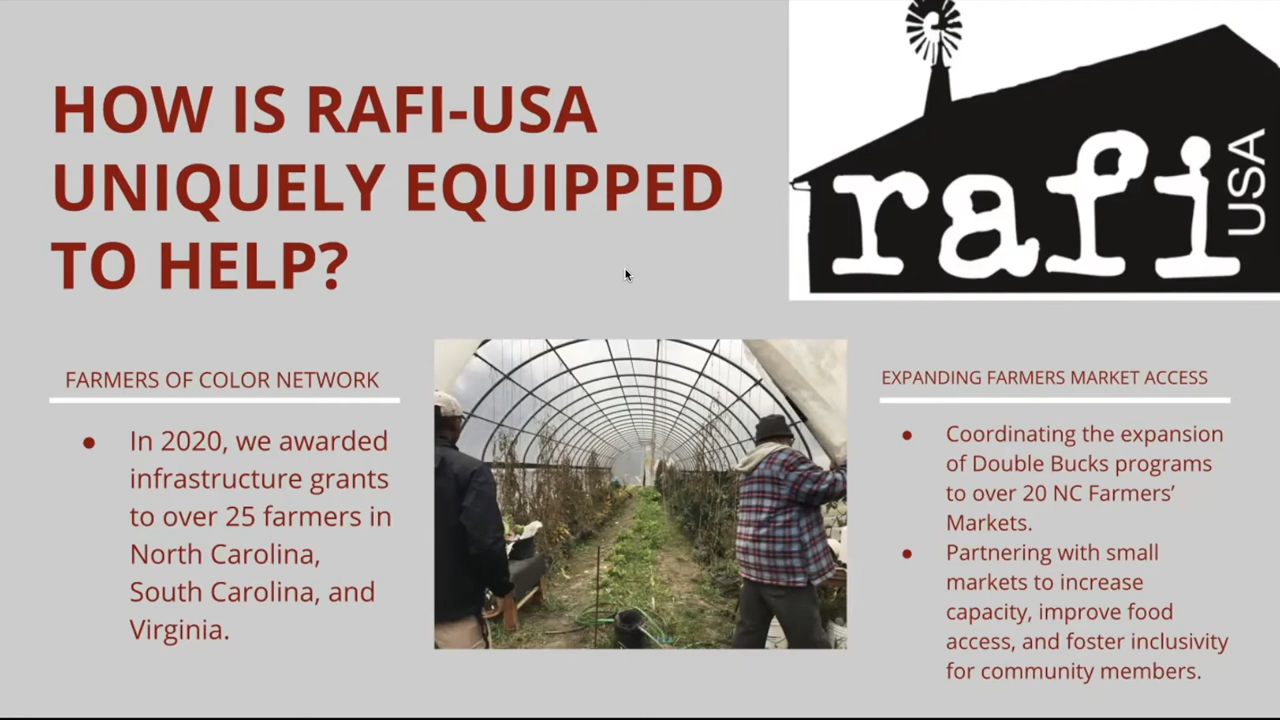 HOW IS RAFI-USA
UNIQUELY EQUIPPED
TO HELP?
rafi
USA
FARMERS OF COLOR NETWORK
In 2020, we awarded
infrastructure grants
to over 25 farmers in
North Carolina,
South Carolina, and
Virginia.
EXPANDING FARMERS MARKET ACCESS
Coordinating the expansion
of Double Bucks programs
to over 20 NC Farmers’
Markets.
Partnering with small
markets to increase
capacity, improve food
access, and foster inclusivity
for community members.